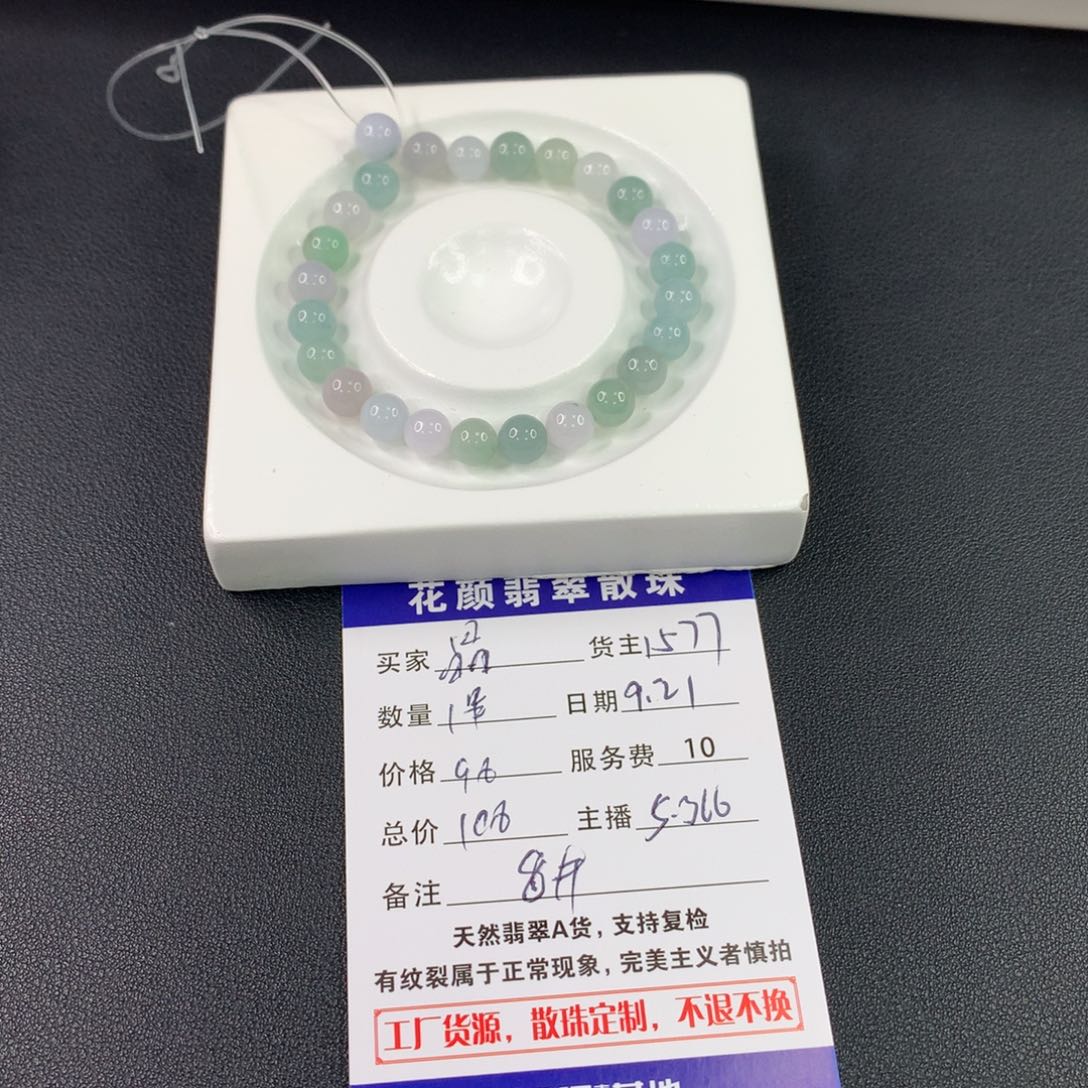 花颜翡翠散珠
买家 货主1577
数量1串 日期9.21
价格98 服务费 10
总价108 主播5.366
备注
天然翡翠A货，支持复检
有纹裂属于正常现象，完美主义者慎拍
工厂货源，散珠定制，不退不换